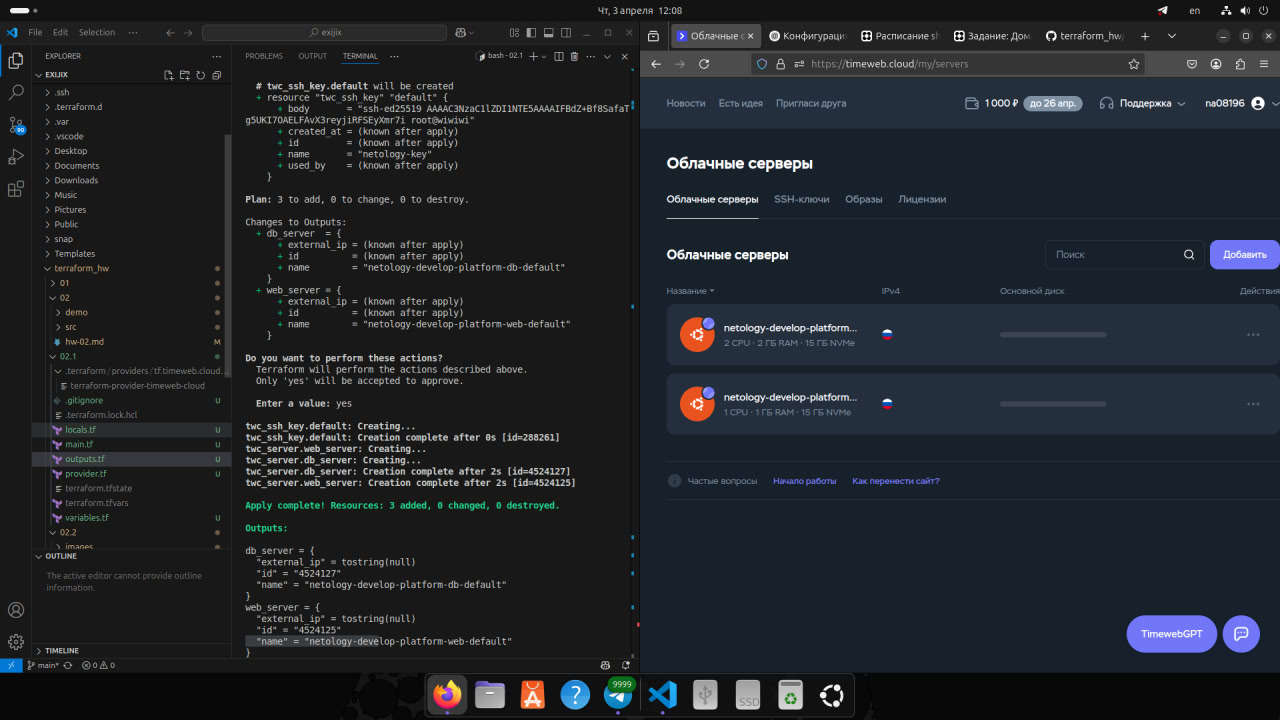 Чт, 3 апреля 12:08
en
File Edit Selection ···
exijix
EXPLORER
EXIJIX
.ssh
.terraform.d
.var
.vscode
Desktop
Documents
Downloads
Music
Pictures
Public
snap
Templates
terraform_hw
01
02
demo
src
hw-02.md M
02.1
.terraform / providers / tf.timeweb.cloud...
terraform-provider-timeweb-cloud
.gitignore U
.terraform.lock.hcl
locals.tf U
main.tf U
outputs.tf U
provider.tf U
terraform.tfstate
terraform.tfvars
variables.tf U
02.2
images
OUTLINE
The active editor cannot provide outline
information.
TIMELINE
90
main*
0 0
PROBLEMS OUTPUT TERMINAL ···
bash - 02.1
# twc_ssh_key.default will be created
+ resource "twc_ssh_key" "default" {
+ body = "ssh-ed25519 AAAAC3NzaC1lZDI1NTE5AAAAIFBdZ+Bf8SafaT
g5UKI7OAELFAvX3reyjiRFSEyXmr7i root@wiwiwi"
+ created_at = (known after apply)
+ id = (known after apply)
+ name = "netology-key"
+ used_by = (known after apply)
}
Plan: 3 to add, 0 to change, 0 to destroy.
Changes to Outputs:
+ db_server = {
+ external_ip = (known after apply)
+ id = (known after apply)
+ name = "netology-develop-platform-db-default"
}
+ web_server = {
+ external_ip = (known after apply)
+ id = (known after apply)
+ name = "netology-develop-platform-web-default"
}
Do you want to perform these actions?
Terraform will perform the actions described above.
Only 'yes' will be accepted to approve.
Enter a value: yes
twc_ssh_key.default: Creating...
twc_ssh_key.default: Creation complete after 0s [id=288261]
twc_server.web_server: Creating...
twc_server.db_server: Creating...
twc_server.db_server: Creation complete after 2s [id=4524127]
twc_server.web_server: Creation complete after 2s [id=4524125]
Apply complete! Resources: 3 added, 0 changed, 0 destroyed.
Outputs:
db_server = {
"external_ip" = tostring(null)
"id" = "4524127"
"name" = "netology-develop-platform-db-default"
}
web_server = {
"external_ip" = tostring(null)
"id" = "4524125"
"name" = "netology-develop-platform-web-default"
}
Облачные с
Конфигураци
Расписание sh
Задание: Дом
terraform_hw/
https://timeweb.cloud/my/servers
Новости Есть идея Пригласи друга
1 000 ₽ до 26 апр. Поддержка na08196
Облачные серверы
Облачные серверы SSH-ключи Образы Лицензии
Облачные серверы
Поиск
Добавить
Название IPv4 Основной диск Действия
netology-develop-platform...
2 CPU · 2 ГБ RAM · 15 ГБ NVMe
netology-develop-platform...
1 CPU · 1 ГБ RAM · 15 ГБ NVMe
Частые вопросы Начало работы Как перенести сайт?
TimewebGPT
9999
SSD